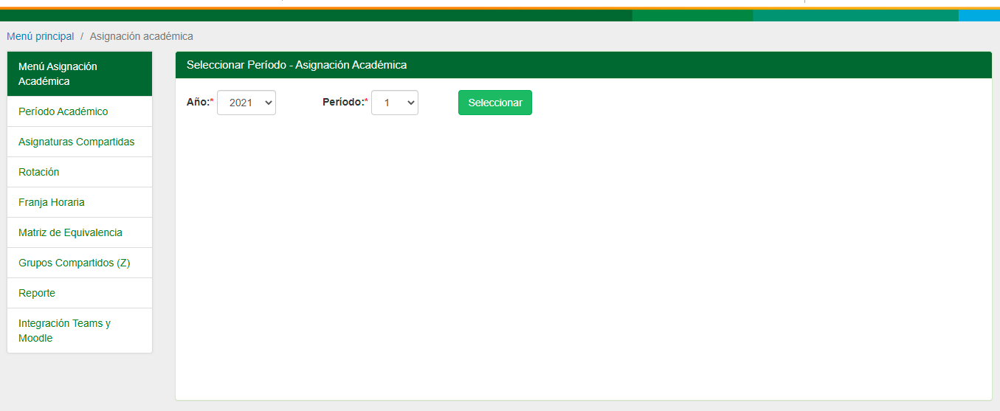 Menú principal / Asignación académica
Menú Asignación
Académica
Período Académico
Asignaturas Compartidas
Rotación
Franja Horaria
Matriz de Equivalencia
Grupos Compartidos (Z)
Reporte
Integración Teams y
Moodle
Seleccionar Período - Asignación Académica
Año:* 2021 Período:* 1 Seleccionar